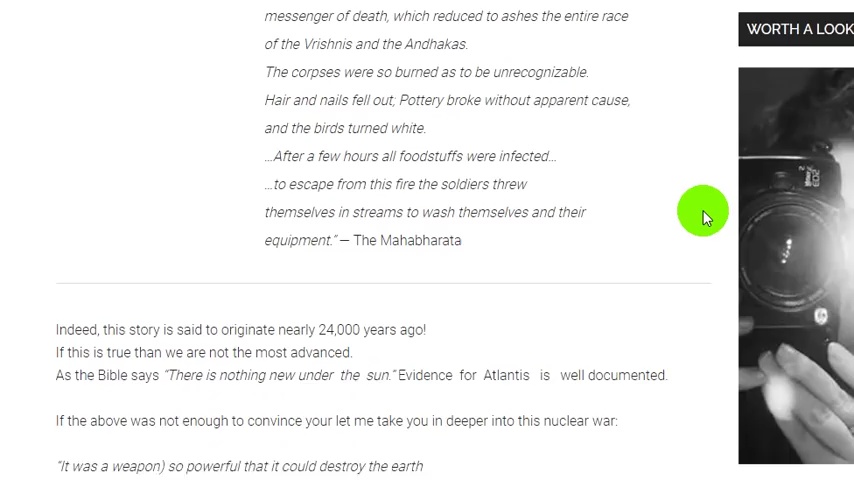 messenger of death, which reduced to ashes the entire race
of the Vrishnis and the Andhakas.
The corpses were so burned as to be unrecognizable.
Hair and nails fell out; Pottery broke without apparent cause,
and the birds turned white.
…After a few hours all foodstuffs were infected…
…to escape from this fire the soldiers threw
themselves in streams to wash themselves and their
equipment.” — The Mahabharata
WORTH A LOOK
Indeed, this story is said to originate nearly 24,000 years ago!
If this is true than we are not the most advanced.
As the Bible says “There is nothing new under the sun.” Evidence for Atlantis is well documented.
If the above was not enough to convince your let me take you in deeper into this nuclear war:
“It was a weapon) so powerful that it could destroy the earth